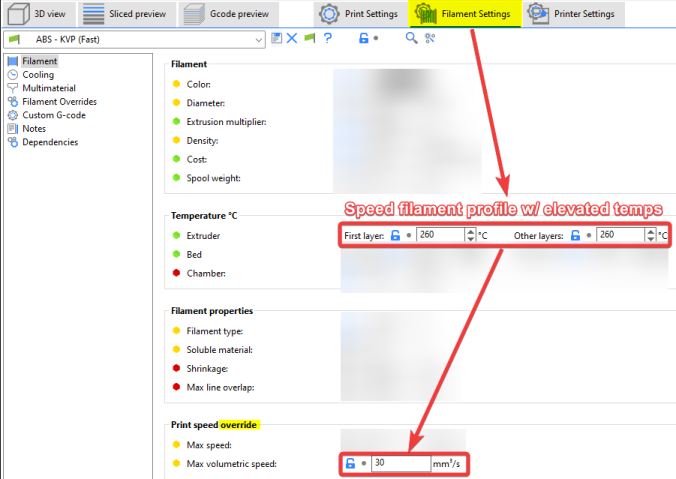 3D view Sliced preview Gcode preview Print Settings Filament Settings Printer Settings
ABS - KVP (Fast)
Filament
Cooling
Multimaterial
Filament Overrides
Custom G-code
Notes
Dependencies
Filament
Color:
Diameter:
Extrusion multiplier:
Density:
Cost:
Spool weight:
Speed filament profile w/ elevated temps
Temperature °C
Extruder First layer: 260 °C Other layers: 260 °C
Bed
Chamber:
Filament properties
Filament type:
Soluble material:
Shrinkage:
Max line overlap:
Print speed override
Max speed:
Max volumetric speed: 30 mm³/s